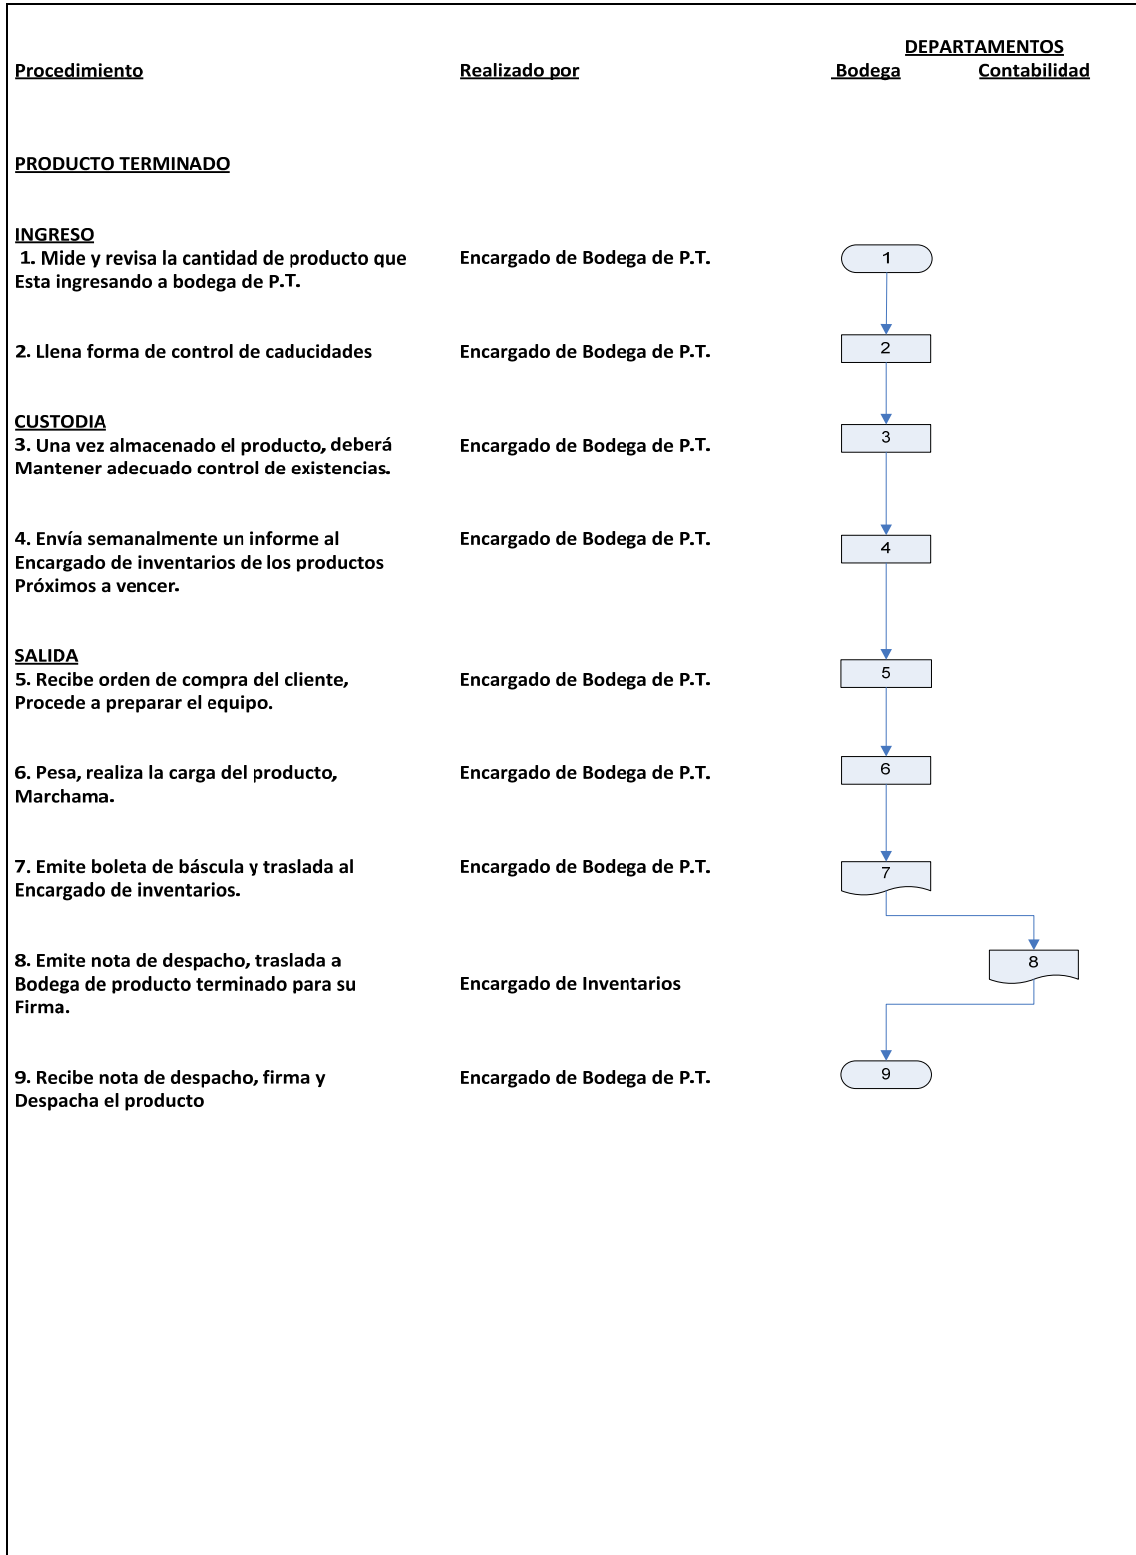 DEPARTAMENTOS
Procedimiento Realizado por Bodega Contabilidad
PRODUCTO TERMINADO
INGRESO
1. Mide y revisa la cantidad de producto que Encargado de Bodega de P.T. 1
Esta ingresando a bodega de P.T.
2. Llena forma de control de caducidades Encargado de Bodega de P.T. 2
CUSTODIA
3. Una vez almacenado el producto, deberá Encargado de Bodega de P.T. 3
Mantener adecuado control de existencias.
4. Envía semanalmente un informe al Encargado de Bodega de P.T. 4
Encargado de inventarios de los productos
Próximos a vencer.
SALIDA
5. Recibe orden de compra del cliente, Encargado de Bodega de P.T. 5
Procede a preparar el equipo.
6. Pesa, realiza la carga del producto, Encargado de Bodega de P.T. 6
Marchama.
7. Emite boleta de báscula y traslada al Encargado de Bodega de P.T. 7
Encargado de inventarios.
8. Emite nota de despacho, traslada a 8
Bodega de producto terminado para su Encargado de Inventarios
Firma.
9. Recibe nota de despacho, firma y Encargado de Bodega de P.T. 9
Despacha el producto